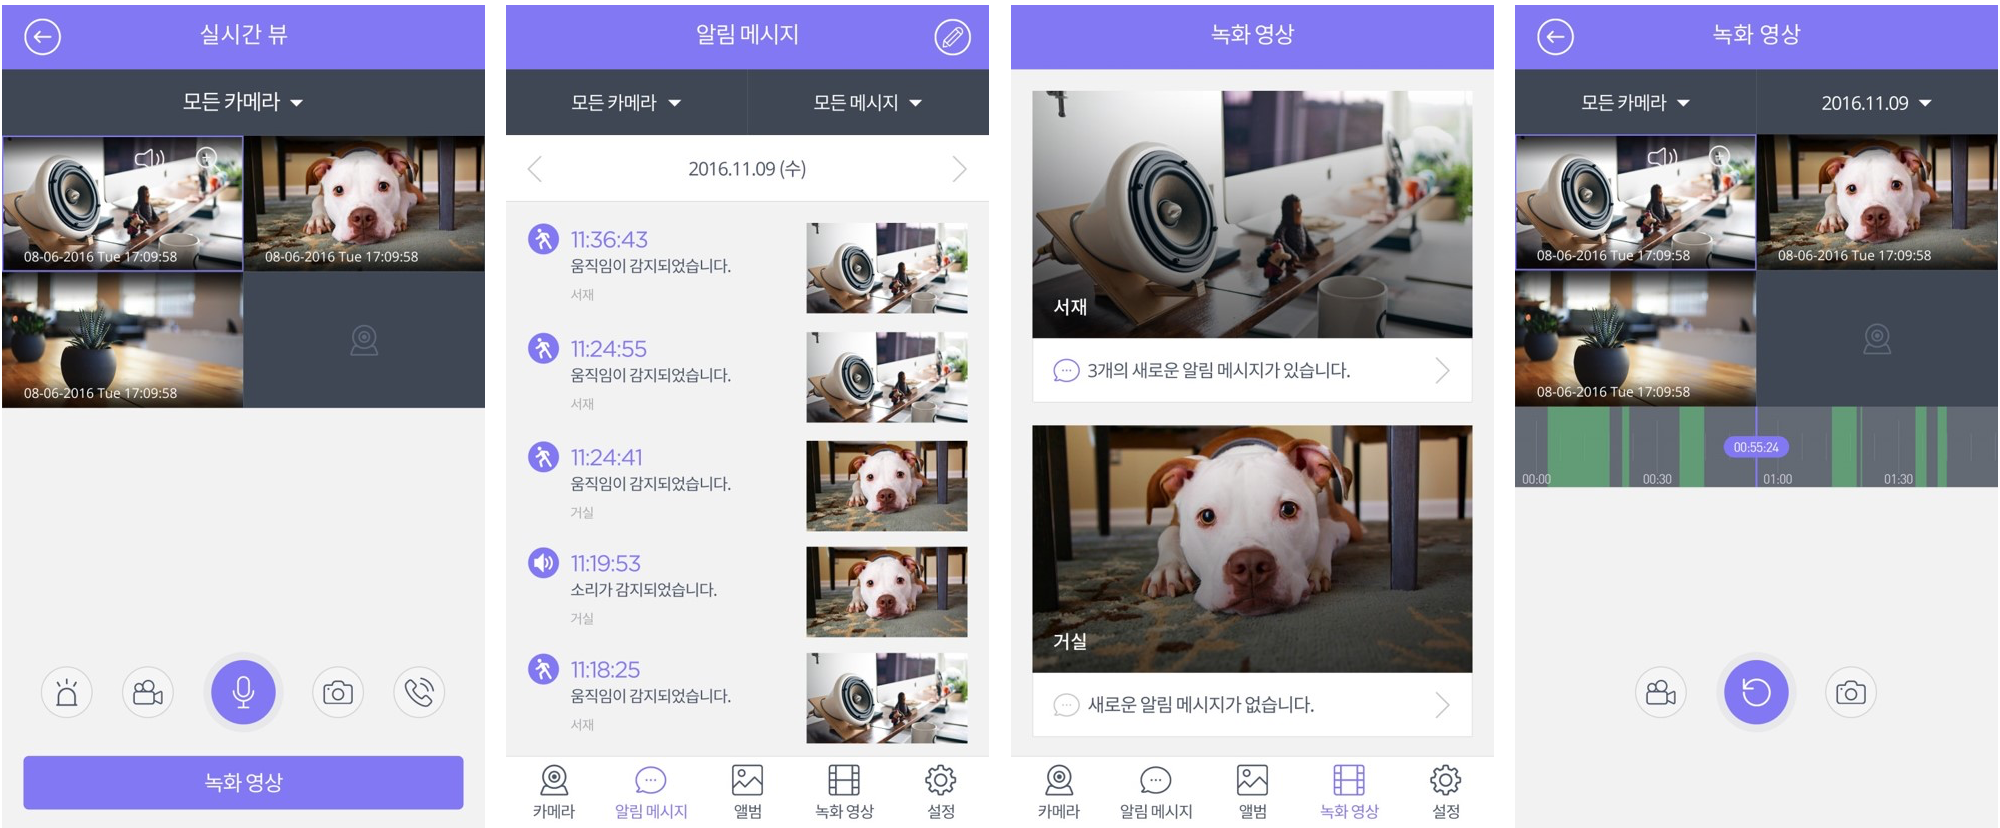 실시간 뷰
모든 카메라
08-06-2016 Tue 17:09:58
08-06-2016 Tue 17:09:58
08-06-2016 Tue 17:09:58
녹화 영상
알림 메시지
모든 카메라
모든 메시지
2016.11.09 (수)
11:36:43
움직임이 감지되었습니다.
서재
11:24:55
움직임이 감지되었습니다.
서재
11:24:41
움직임이 감지되었습니다.
거실
11:19:53
소리가 감지되었습니다.
거실
11:18:25
움직임이 감지되었습니다.
서재
카메라
알림 메시지
앨범
녹화 영상
설정
녹화 영상
서재
3개의 새로운 알림 메시지가 있습니다.
거실
새로운 알림 메시지가 없습니다.
카메라
알림 메시지
앨범
녹화 영상
설정
녹화 영상
모든 카메라
2016.11.09
08-06-2016 Tue 17:09:58
08-06-2016 Tue 17:09:58
08-06-2016 Tue 17:09:58
00:55:24
00:00
00:30
01:00
01:30